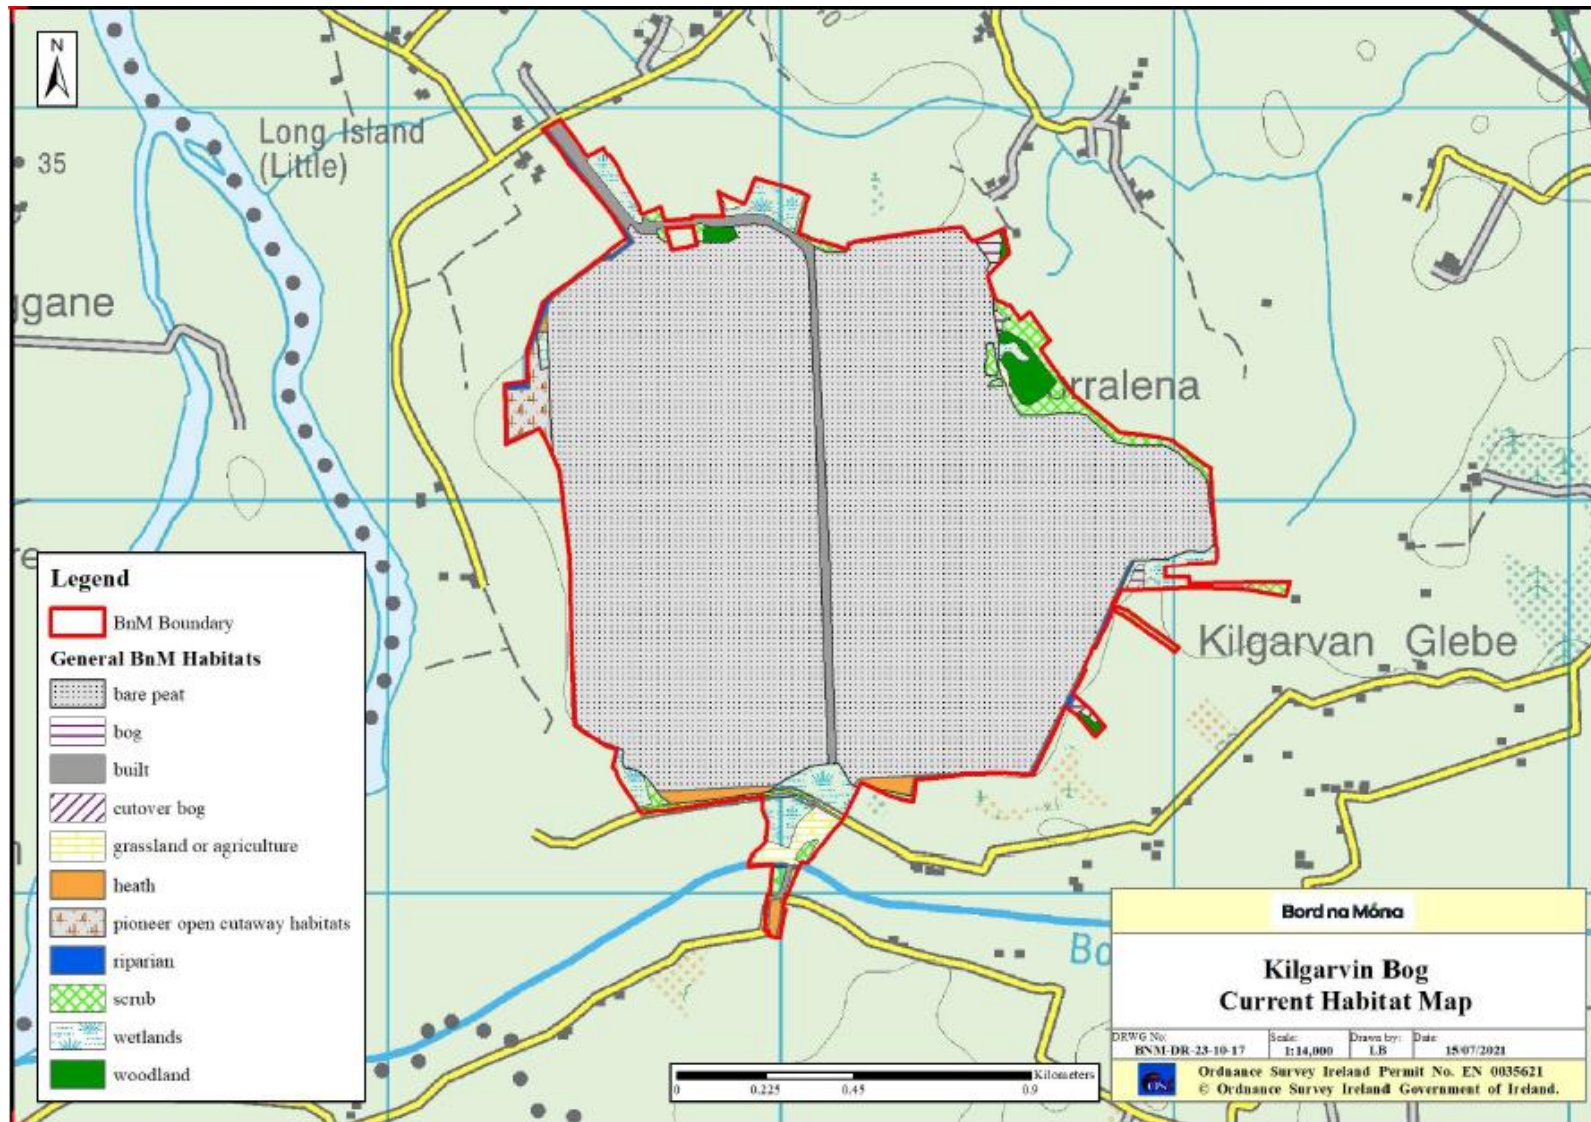 N
40
Long Island
(Little)
35
ggane
rralena
re
Kilgarvan Glebe
Bo
Legend
BnM Boundary
General BnM Habitats
bare peat
bog
built
cutover bog
grassland or agriculture
heath
pioneer open cutaway habitats
riparian
scrub
wetlands
woodland
Kilometers
0 0.225 0.45 0.9
Bord na Móna
Kilgarvin Bog
Current Habitat Map
DRWG No: Scale: Drawn by: Date:
BNM-DR-23-10-17 1:14,000 LB 15/07/2021
Ordnance Survey Ireland Permit No. EN 0035621
© Ordnance Survey Ireland Government of Ireland.